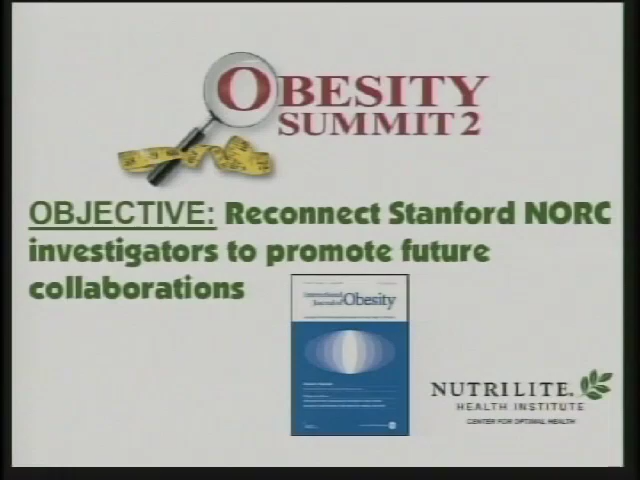 OBESITY
SUMMIT 2
OBJECTIVE: Reconnect Stanford NORC
investigators to promote future
collaborations
International
Journal of Obesity
NUTRILITE.
HEALTH INSTITUTE
CENTER FOR OPTIMAL HEALTH